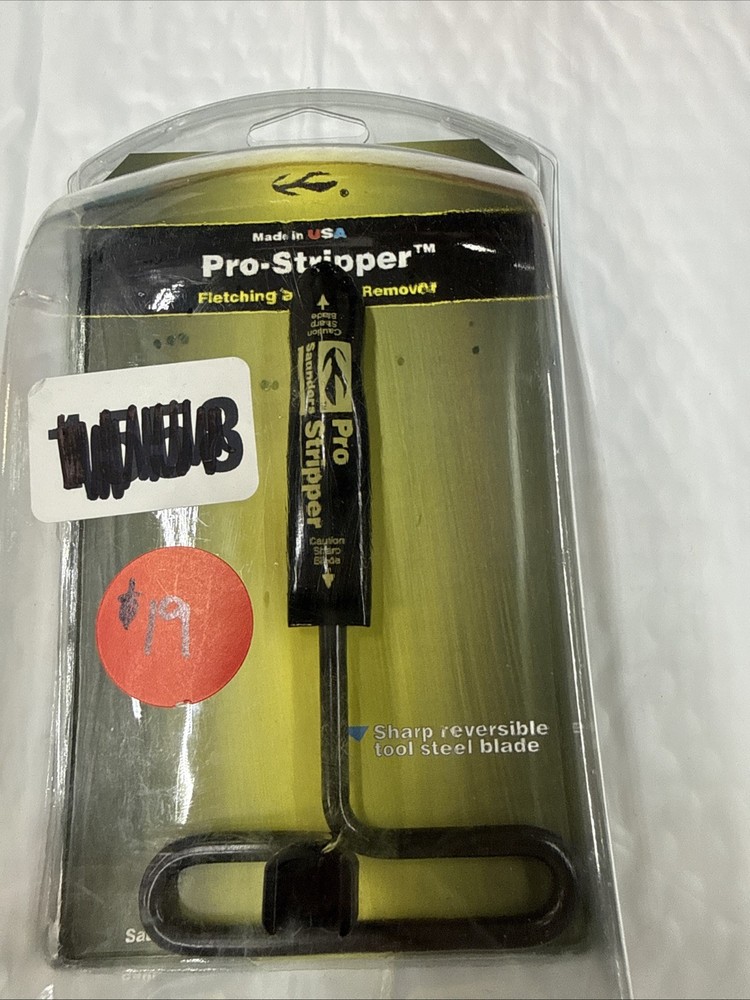 Made in USA
Pro-Stripper™
Fletching Remover
Caution
Sharp
Blade
Saunders
Pro
Stripper
Caution
Sharp
Blade
$19
Sharp reversible
tool steel blade